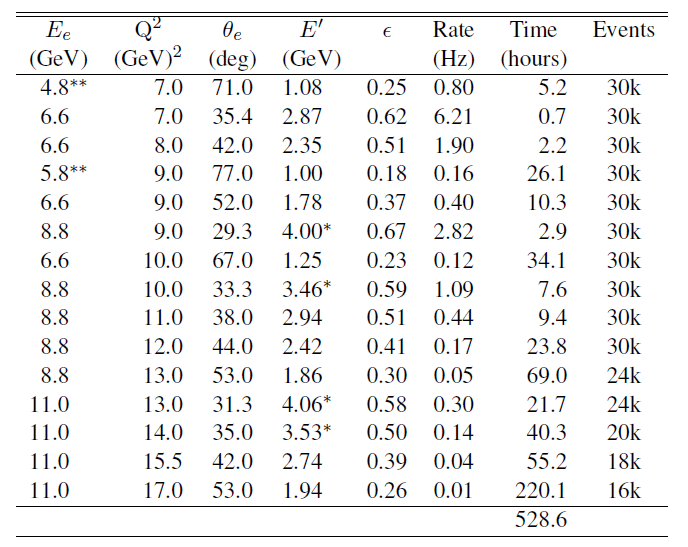 Eₑ Q² θₑ E′ ϵ Rate Time Events
(GeV) (GeV)² (deg) (GeV) (Hz) (hours)
4.8** 7.0 71.0 1.08 0.25 0.80 5.2 30k
6.6 7.0 35.4 2.87 0.62 6.21 0.7 30k
6.6 8.0 42.0 2.35 0.51 1.90 2.2 30k
5.8** 9.0 77.0 1.00 0.18 0.16 26.1 30k
6.6 9.0 52.0 1.78 0.37 0.40 10.3 30k
8.8 9.0 29.3 4.00* 0.67 2.82 2.9 30k
6.6 10.0 67.0 1.25 0.23 0.12 34.1 30k
8.8 10.0 33.3 3.46* 0.59 1.09 7.6 30k
8.8 11.0 38.0 2.94 0.51 0.44 9.4 30k
8.8 12.0 44.0 2.42 0.41 0.17 23.8 30k
8.8 13.0 53.0 1.86 0.30 0.05 69.0 24k
11.0 13.0 31.3 4.06* 0.58 0.30 21.7 24k
11.0 14.0 35.0 3.53* 0.50 0.14 40.3 20k
11.0 15.5 42.0 2.74 0.39 0.04 55.2 18k
11.0 17.0 53.0 1.94 0.26 0.01 220.1 16k
528.6